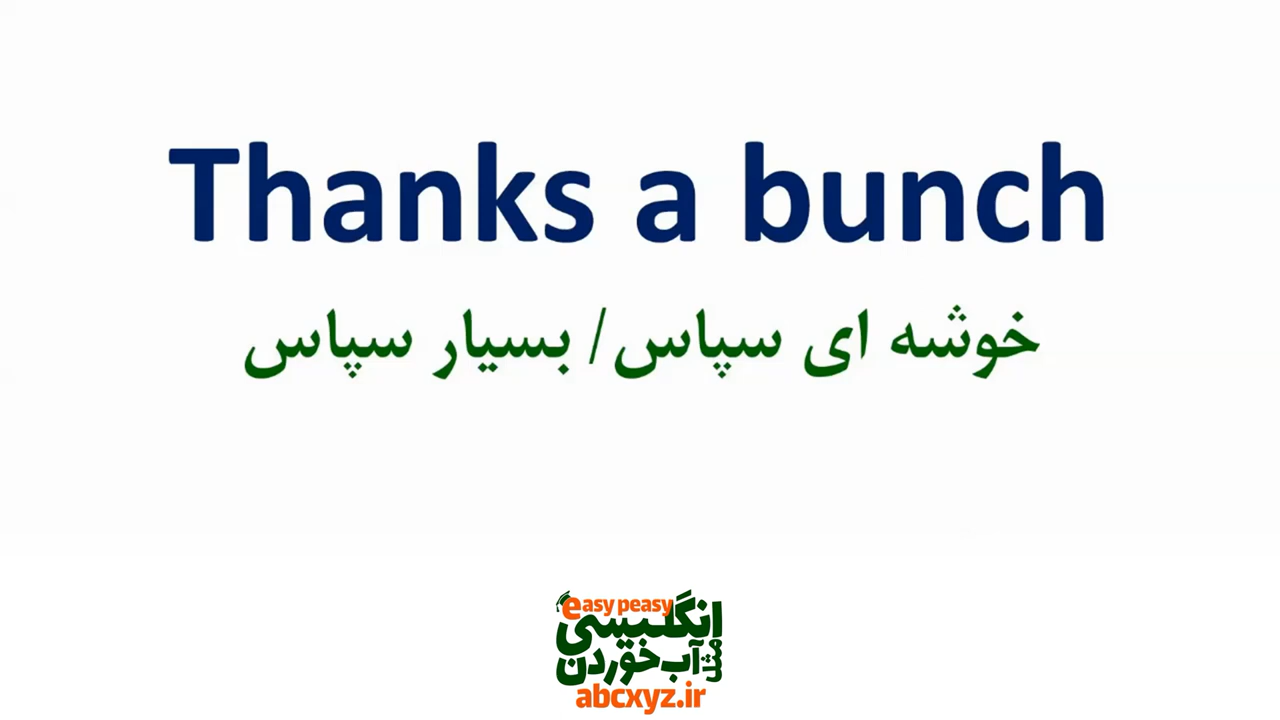 Thanks a bunch
خوشه ای سپاس/ بسیار سپاس
easy peasy
انگلیسی
مثل آب خوردن
abcxyz.ir